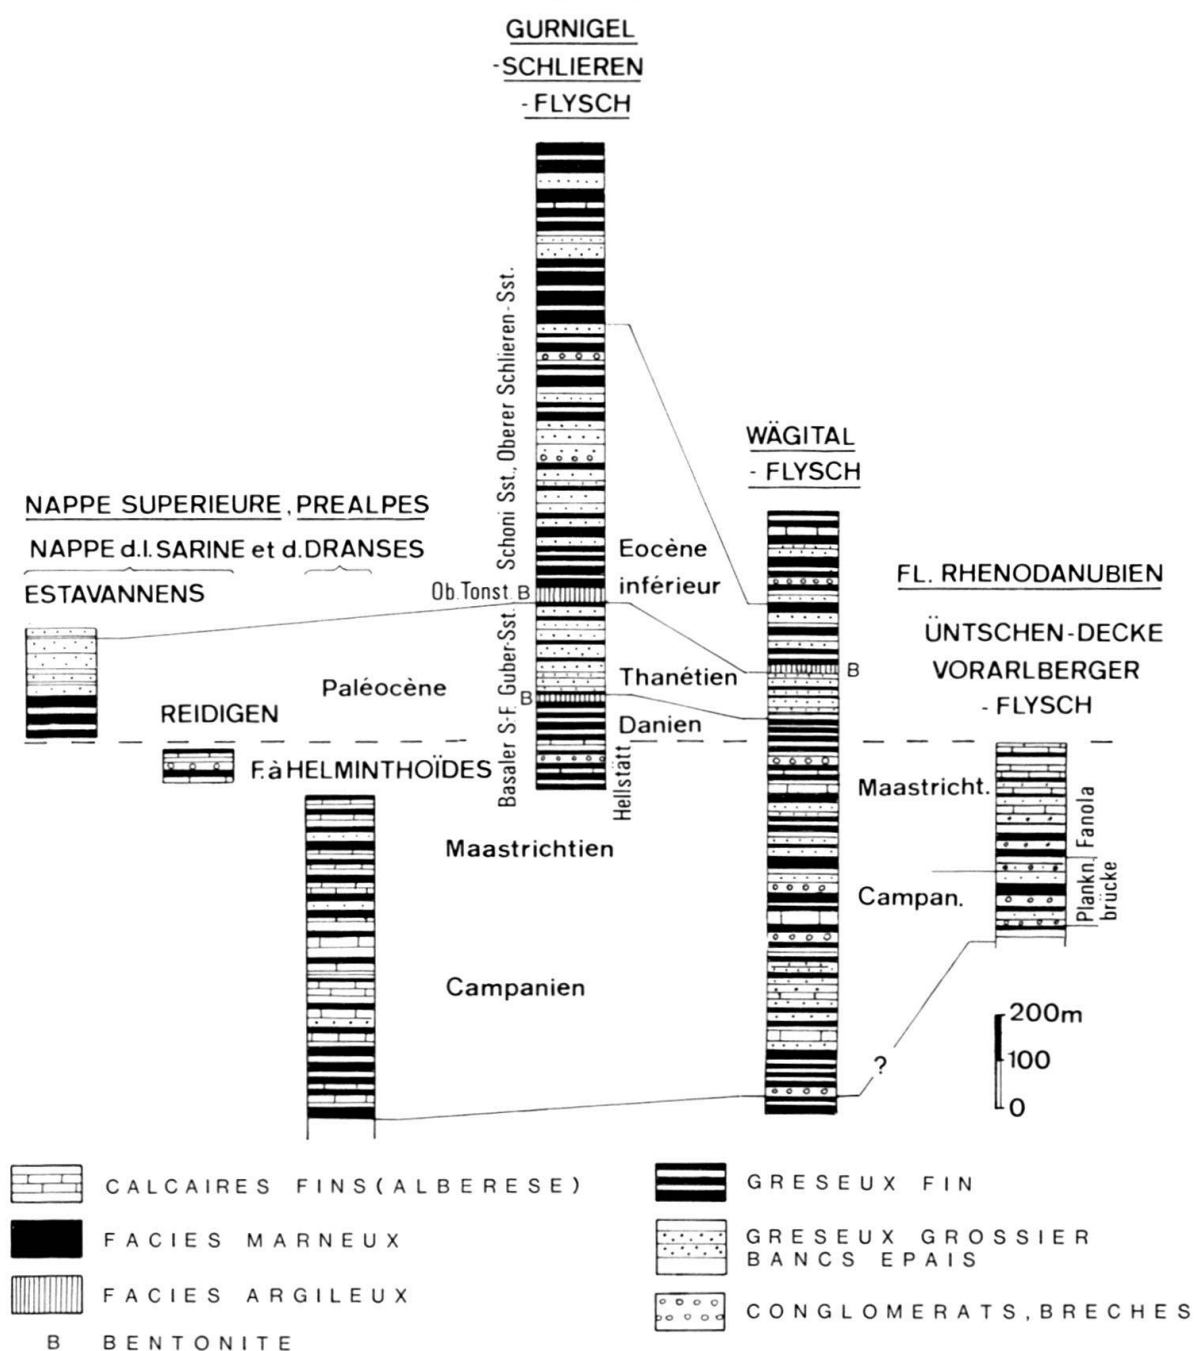 GURNIGEL
-SCHLIEREN
- FLYSCH
WÄGITAL
- FLYSCH
NAPPE SUPERIEURE, PREALPES
NAPPE d.l.SARINE et d. DRANSES
ESTAVANNENS
FL. RHENODANUBIEN
ÜNTSCHEN-DECKE
VORARLBERGER
- FLYSCH
Schoni Sst., Oberer Schlieren-Sst.
Ob.Tonst. B
Eocène
inférieur
Guber-Sst.
B
B
Thanétien
Paléocène
Danien
REIDIGEN
F.à HELMINTHOÏDES
Basaler S-F.
Hellstätt
Maastricht.
Fanola
Maastrichtien
Campan.
Plankn.
brücke
Campanien
?
200m
100
0
CALCAIRES FINS(ALBERESE)
FACIES MARNEUX
FACIES ARGILEUX
B BENTONITE
GRESEUX FIN
GRESEUX GROSSIER
BANCS EPAIS
CONGLOMERATS, BRECHES